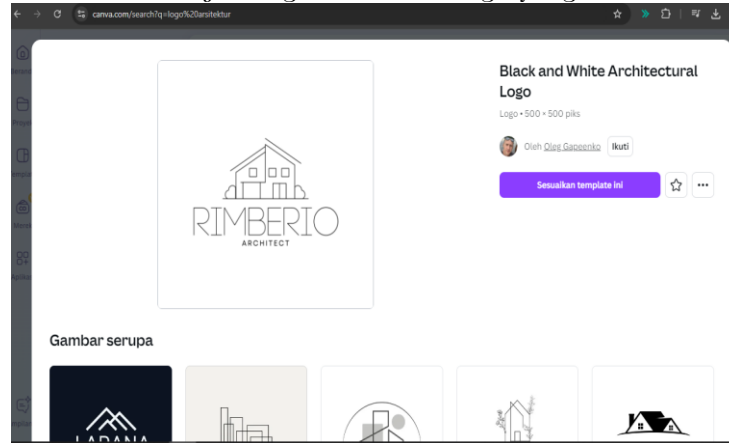 canva.com/search?q=logo%20arsitektur
Black and White Architectural
Logo
Logo • 500 × 500 piks
Oleh Oleg Gapeenko Ikuti
Sesuaikan template ini
RIMBERIO
ARCHITECT
Gambar serupa